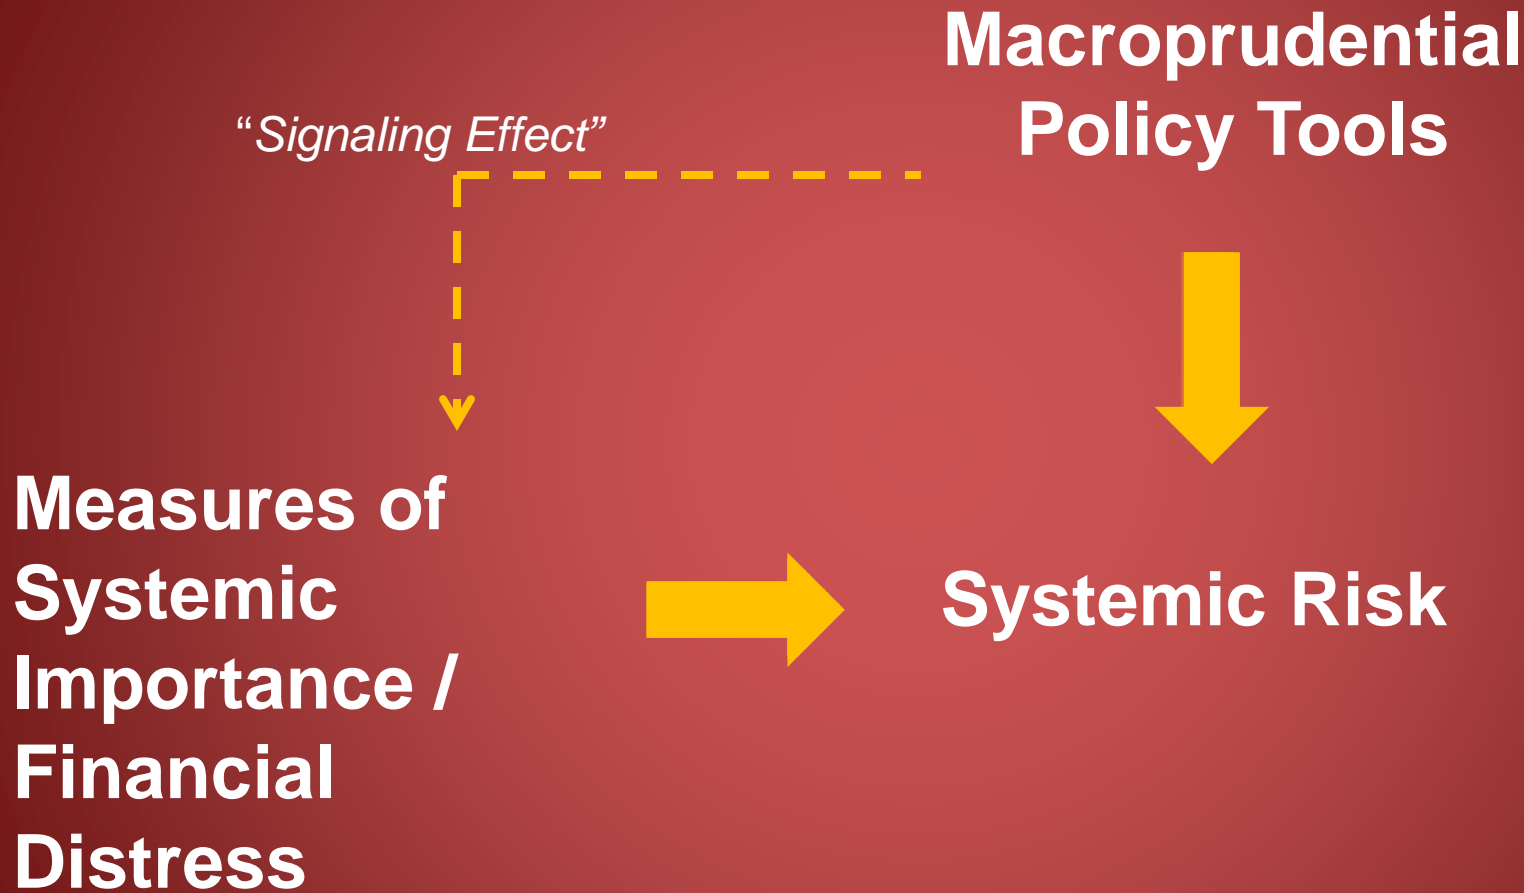 Macroprudential
Policy Tools
“Signaling Effect”
Measures of
Systemic
Importance /
Financial
Distress
Systemic Risk